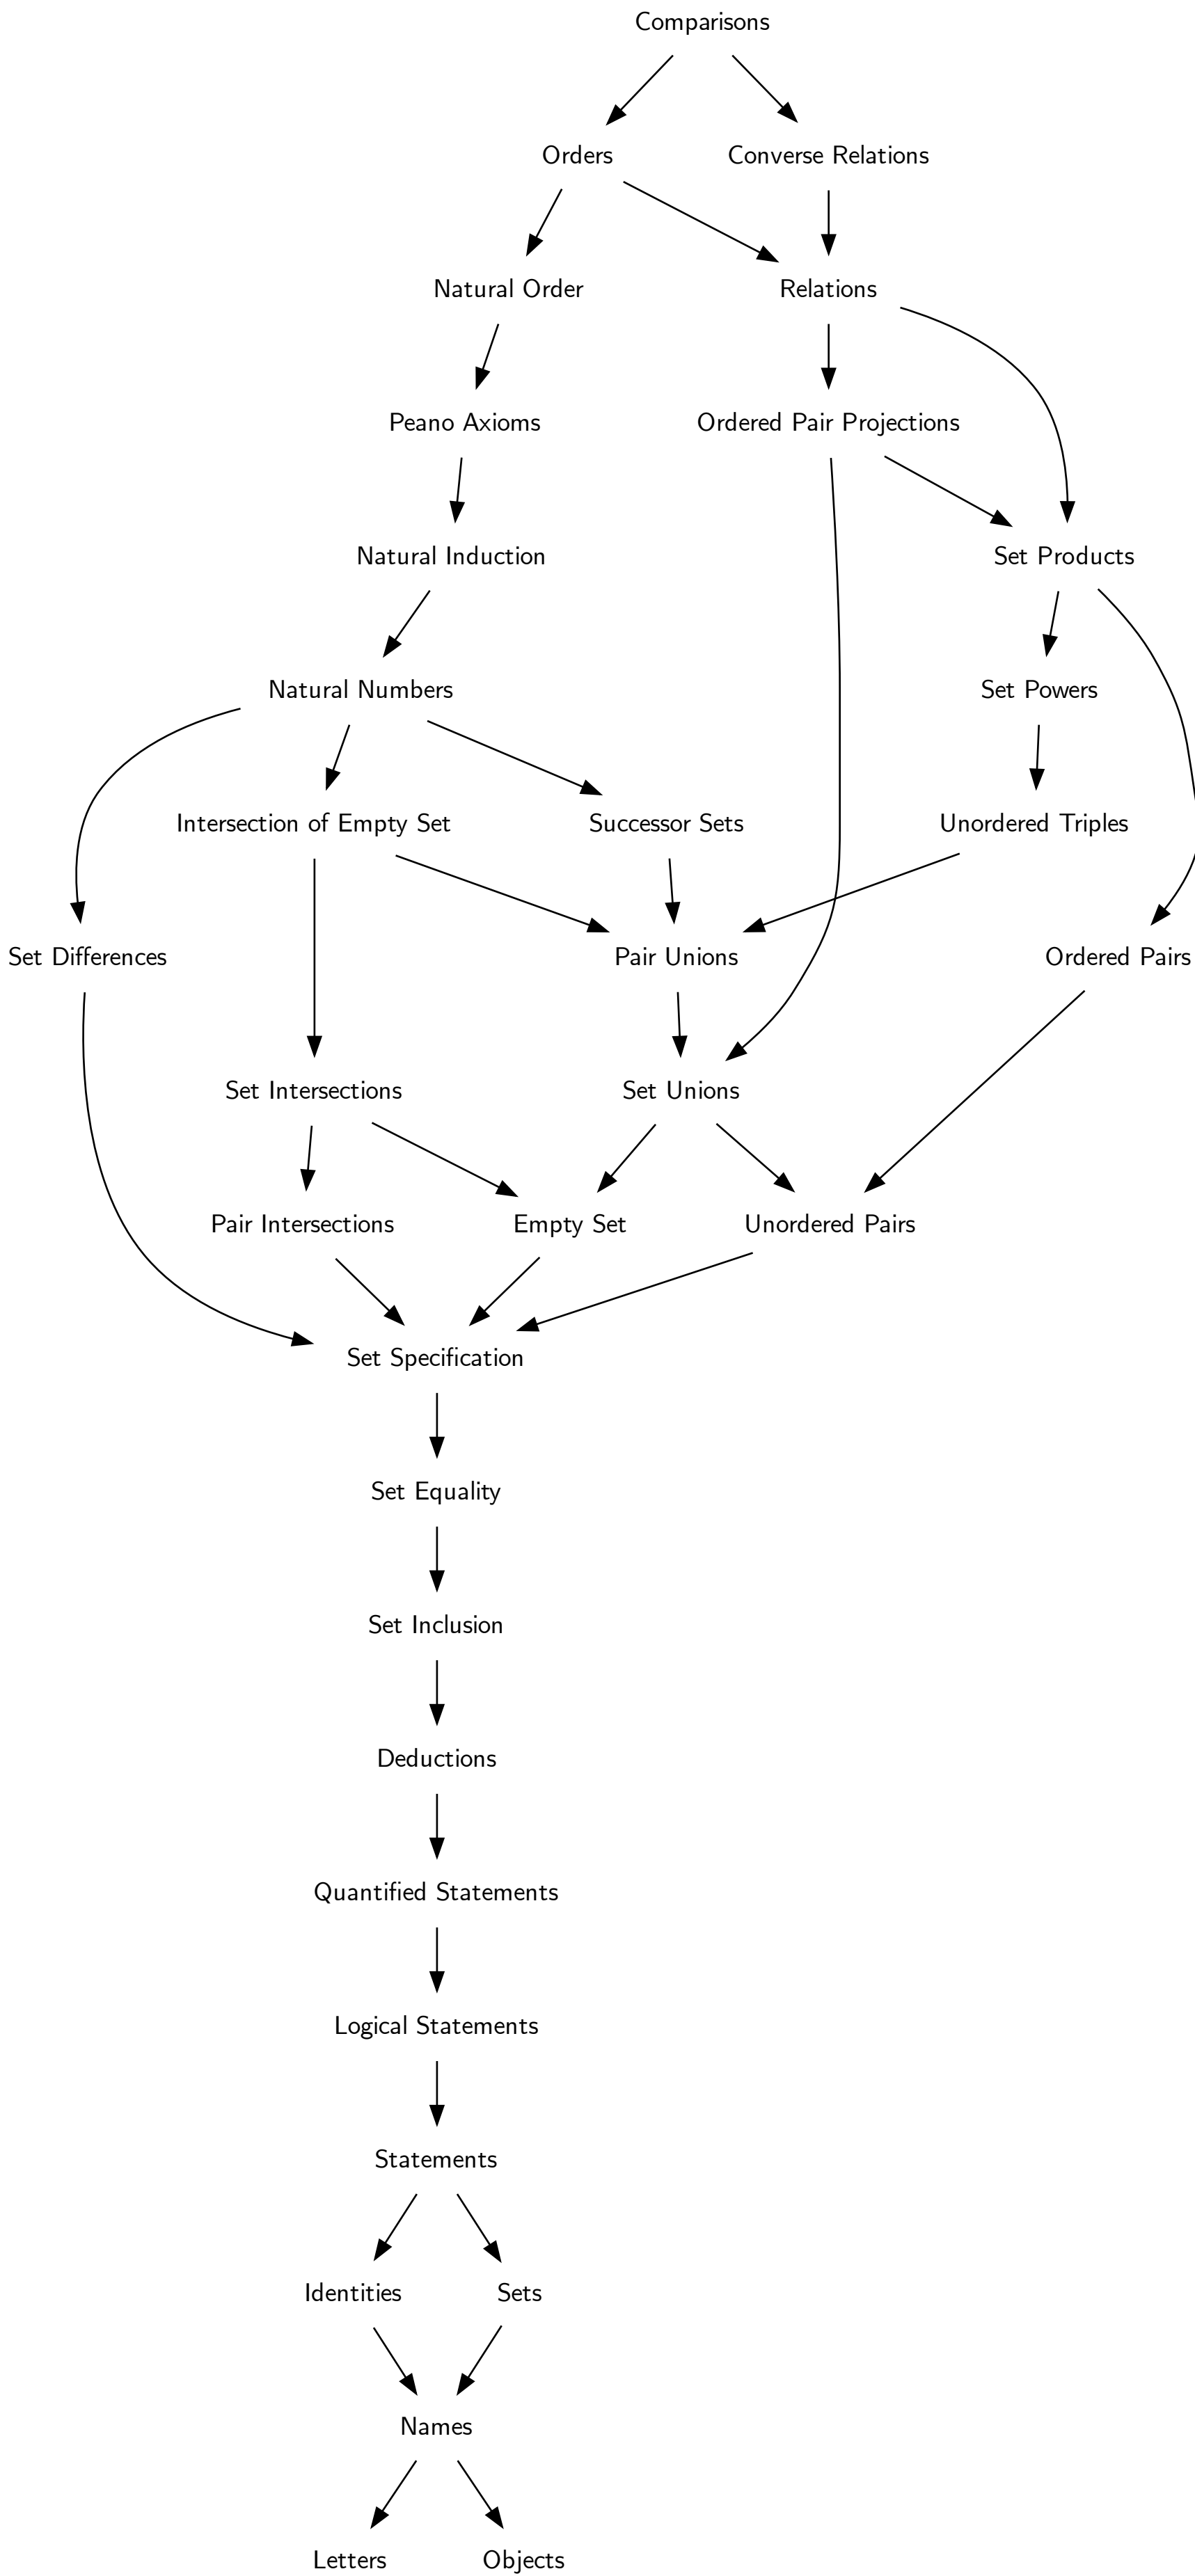 Comparisons
Orders
Converse Relations
Natural Order
Relations
Peano Axioms
Ordered Pair Projections
Natural Induction
Set Products
Natural Numbers
Set Powers
Intersection of Empty Set
Successor Sets
Unordered Triples
Set Differences
Pair Unions
Ordered Pairs
Set Intersections
Set Unions
Pair Intersections
Empty Set
Unordered Pairs
Set Specification
Set Equality
Set Inclusion
Deductions
Quantified Statements
Logical Statements
Statements
Identities
Sets
Names
Letters
Objects